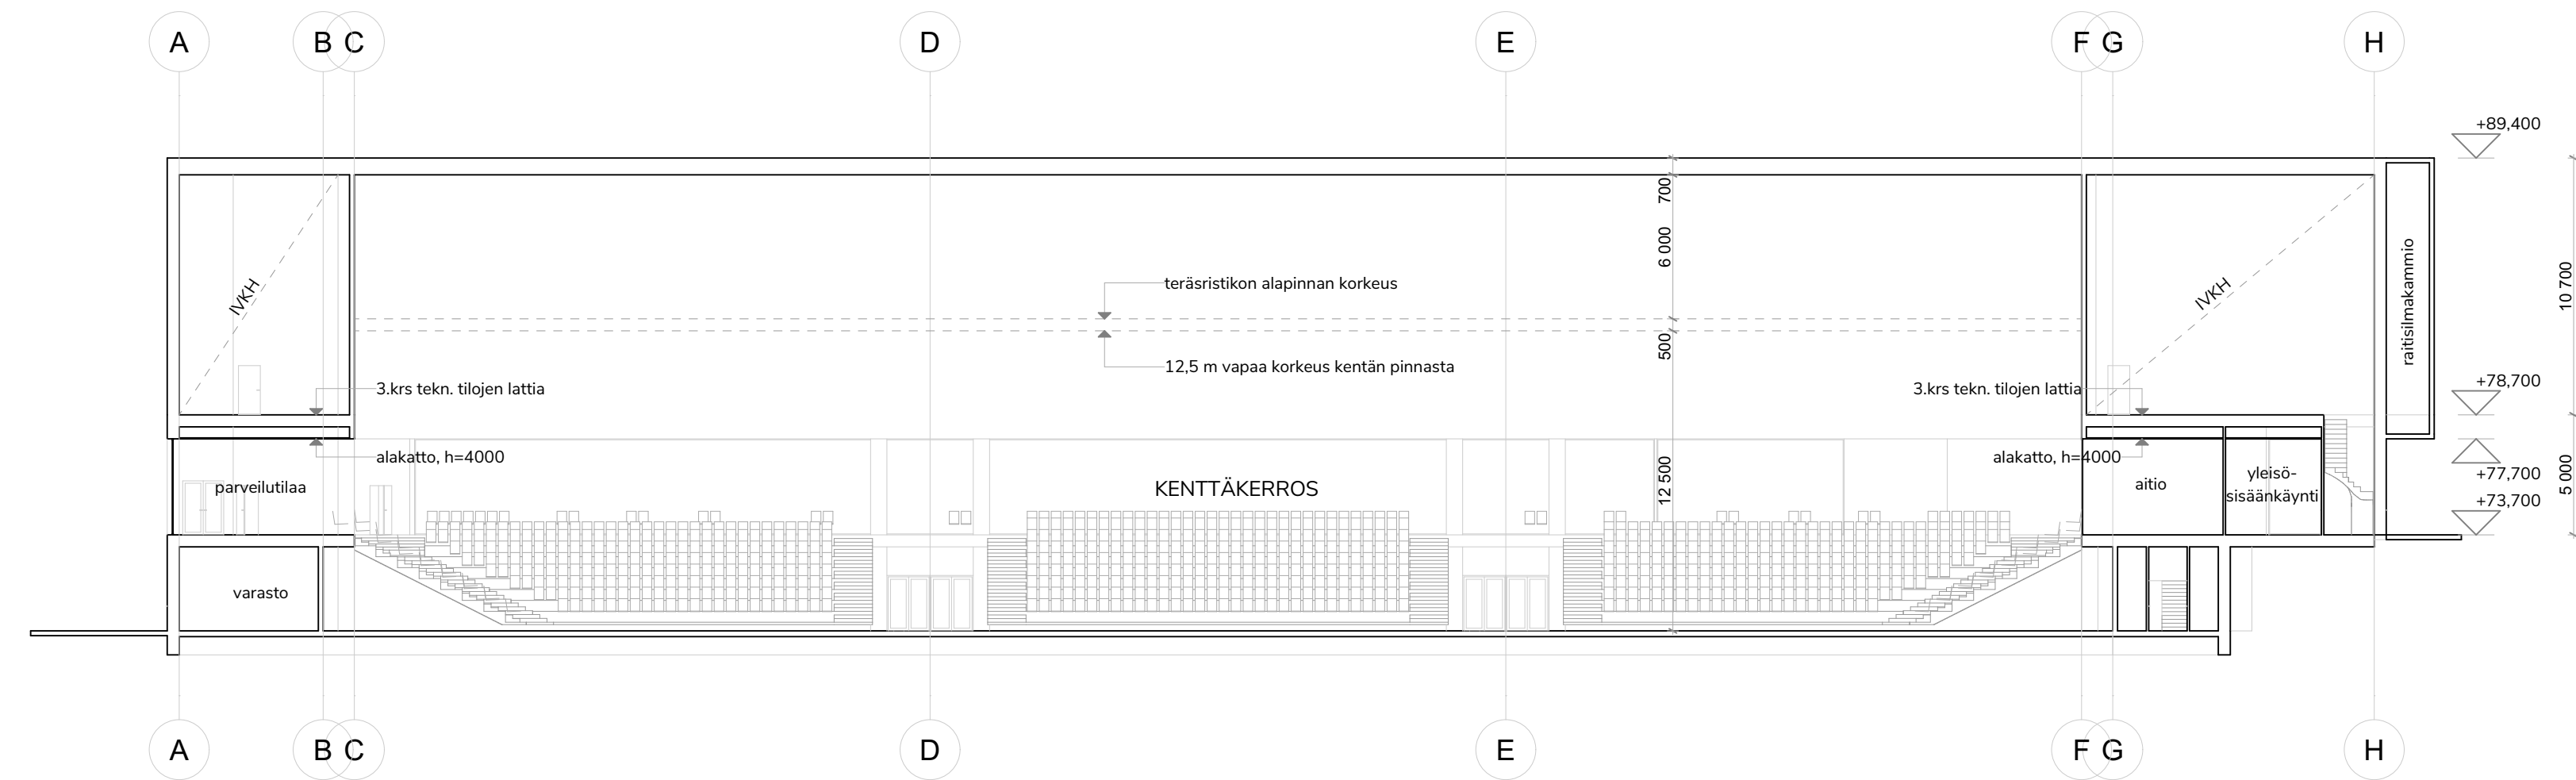 A B C D E F G H
+89,400
700
6 000
IVKH
IVKH
raitisilmakammio
10 700
teräsristikon alapinnan korkeus
500
12,5 m vapaa korkeus kentän pinnasta
3.krs tekn. tilojen lattia
3.krs tekn. tilojen lattia
+78,700
alakatto, h=4000
alakatto, h=4000
parveilutilaa
KENTTÄKERROS
12 500
aitio
yleisö-
sisäänkäynti
+77,700
+73,700
5 000
varasto
A B C D E F G H